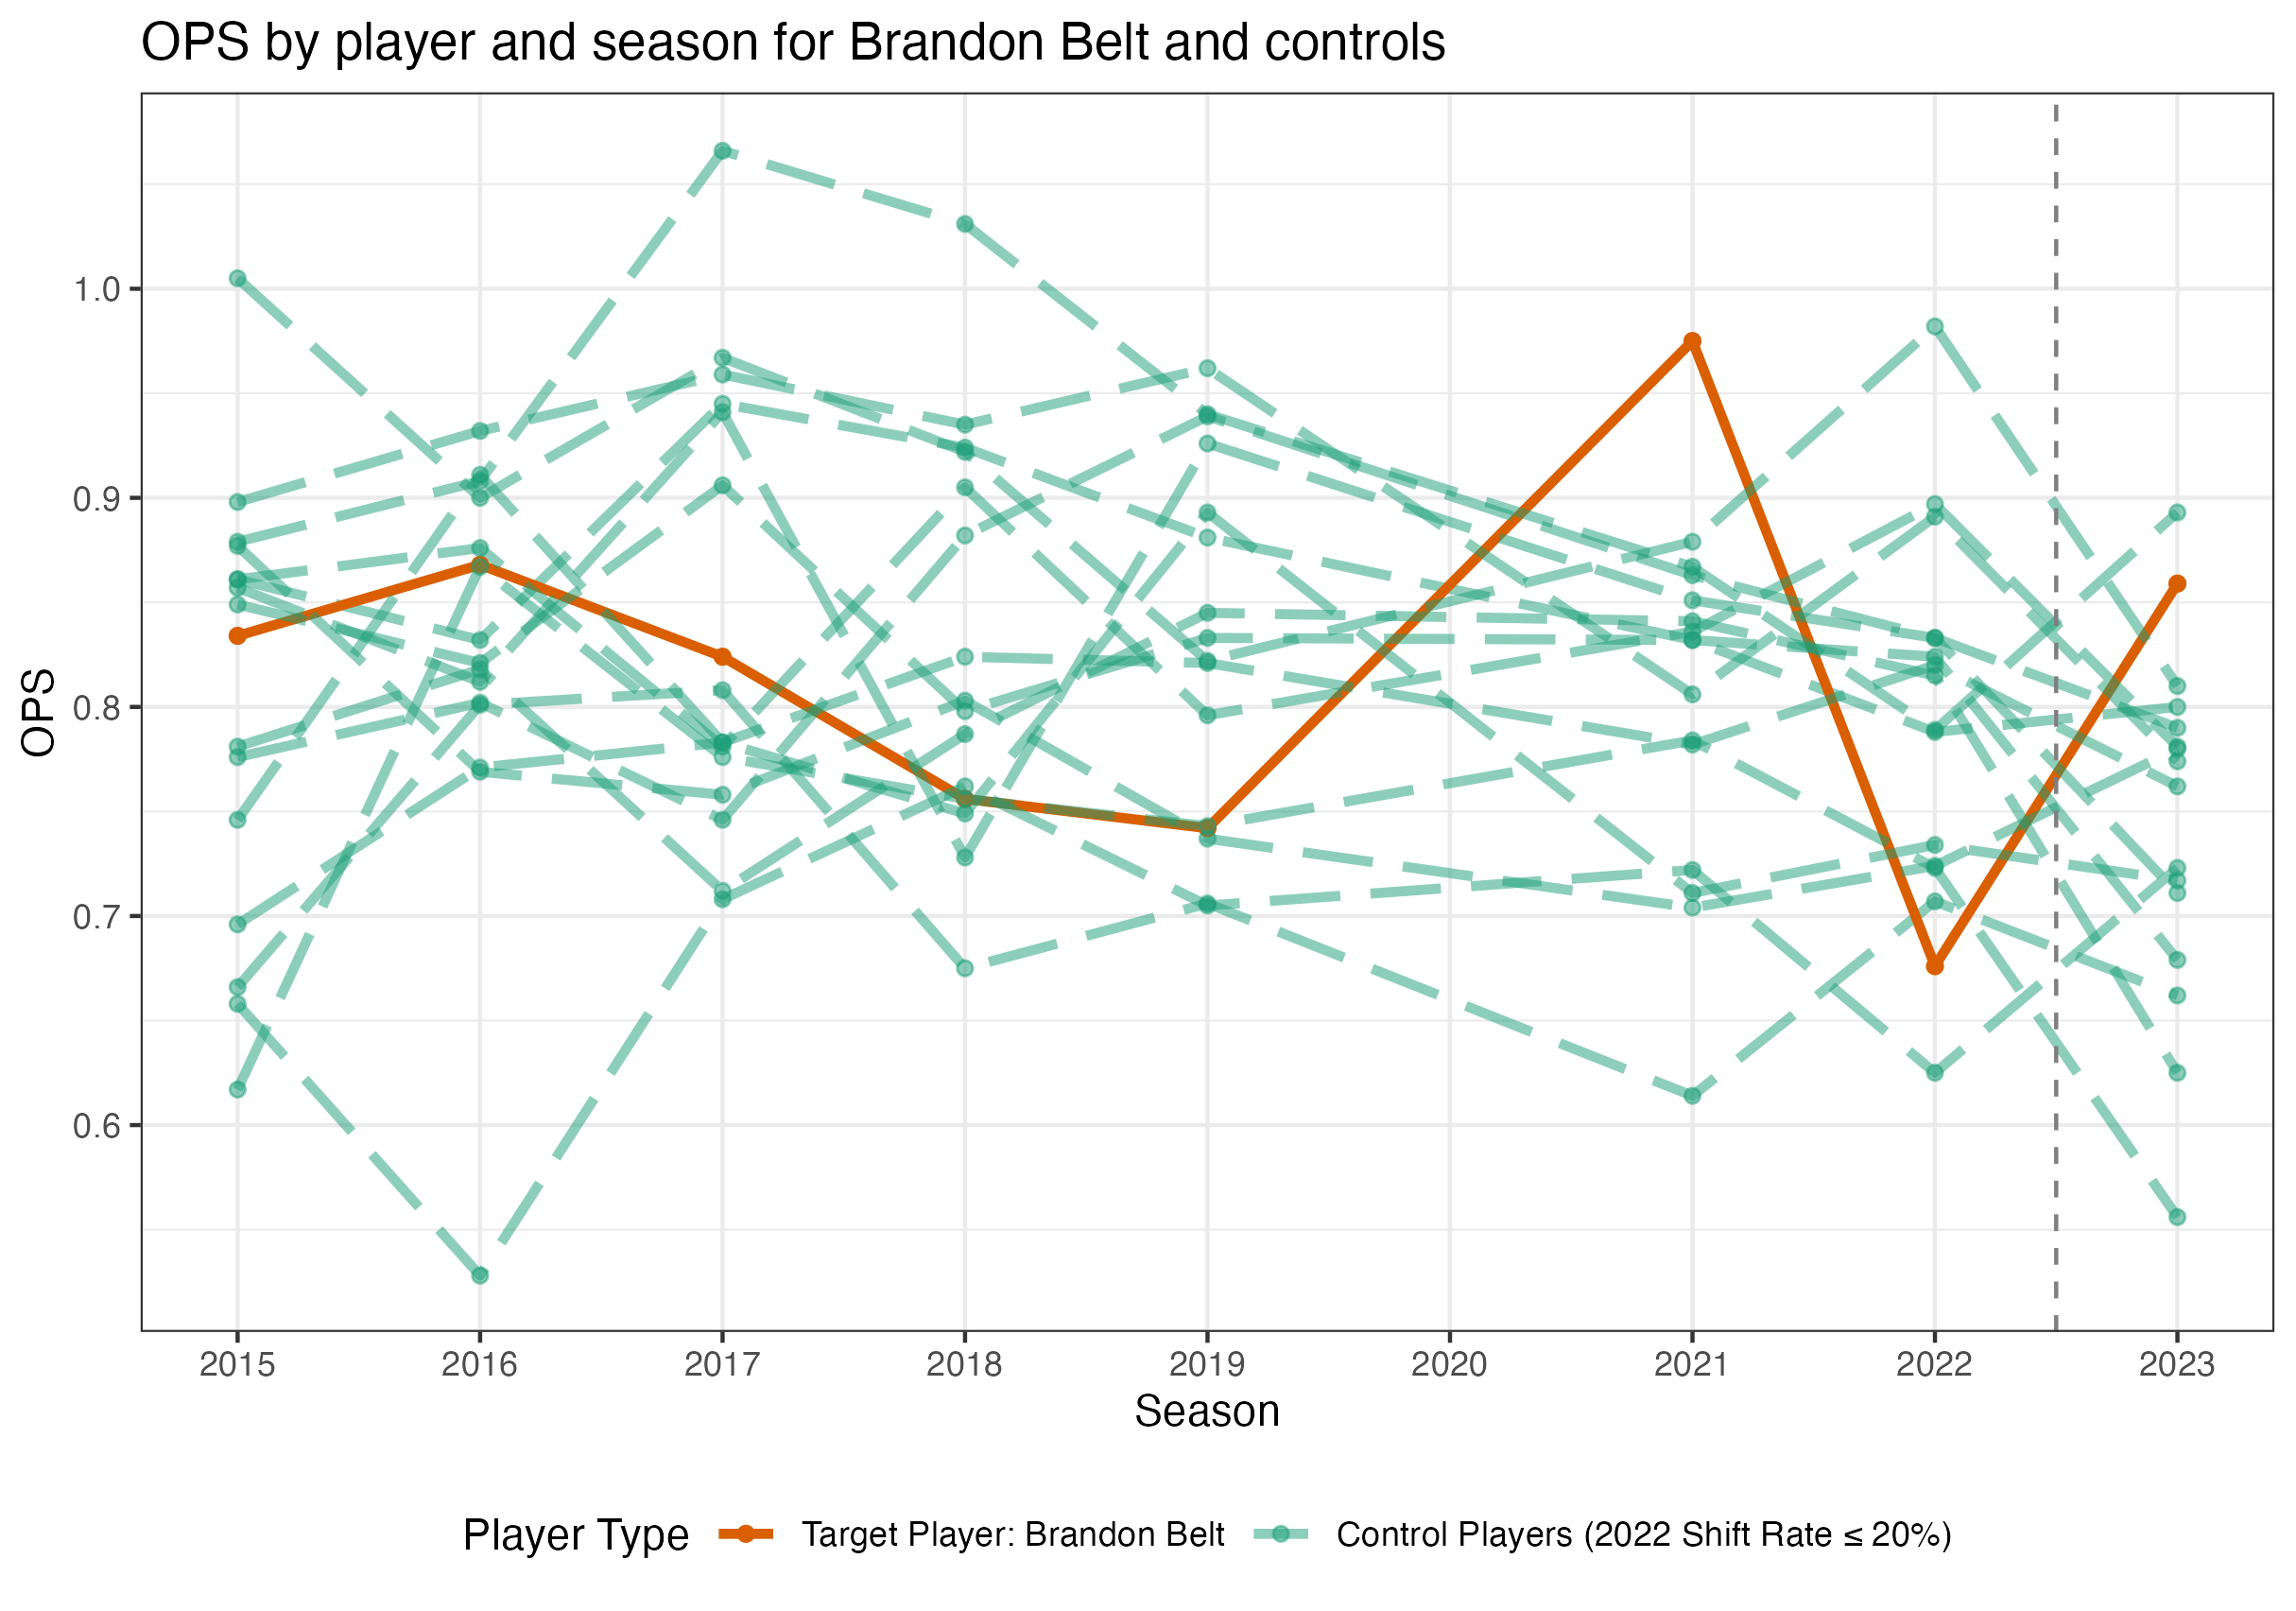 OPS by player and season for Brandon Belt and controls
OPS
1.0
0.9
0.8
0.7
0.6
2015 2016 2017 2018 2019 2020 2021 2022 2023
Season
Player Type Target Player: Brandon Belt Control Players (2022 Shift Rate ≤ 20%)